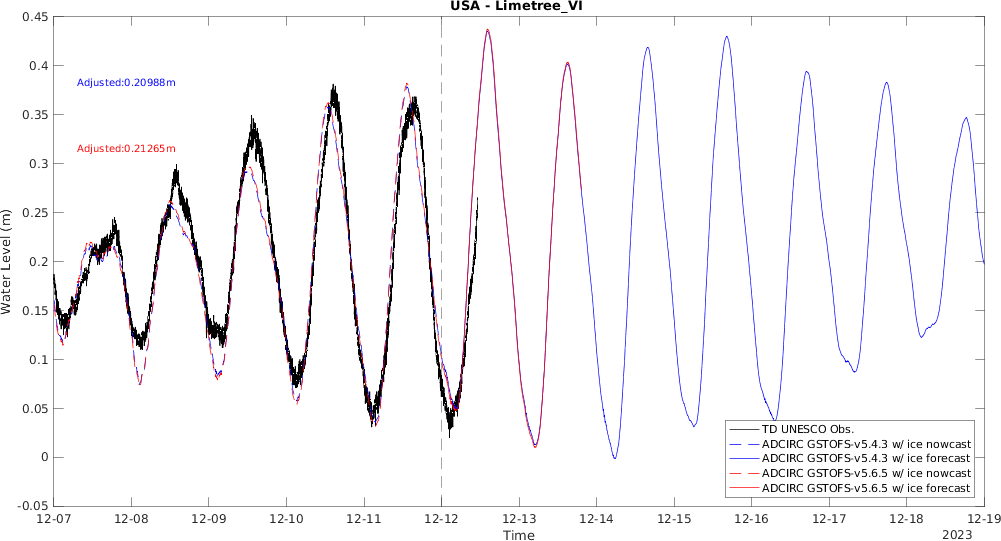 USA - Limetree_VI
0.45
0.4
0.35
0.3
0.25
0.2
0.15
0.1
0.05
0
-0.05
Water Level (m)
Adjusted:0.20988m
Adjusted:0.21265m
TD UNESCO Obs.
ADCIRC GSTOFS-v5.4.3 w/ ice nowcast
ADCIRC GSTOFS-v5.4.3 w/ ice forecast
ADCIRC GSTOFS-v5.6.5 w/ ice nowcast
ADCIRC GSTOFS-v5.6.5 w/ ice forecast
12-07 12-08 12-09 12-10 12-11 12-12 12-13 12-14 12-15 12-16 12-17 12-18 12-19
Time
2023